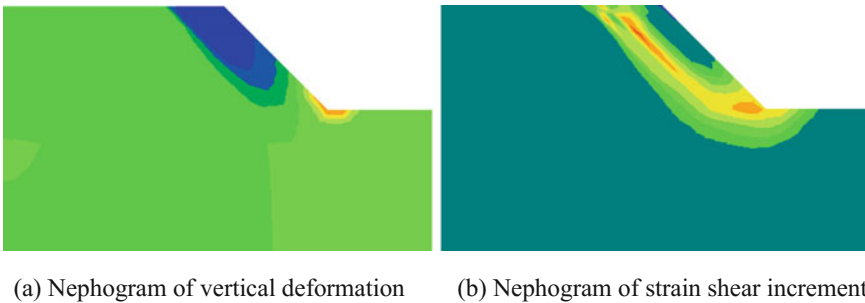 (a) Nephogram of vertical deformation
(b) Nephogram of strain shear increment